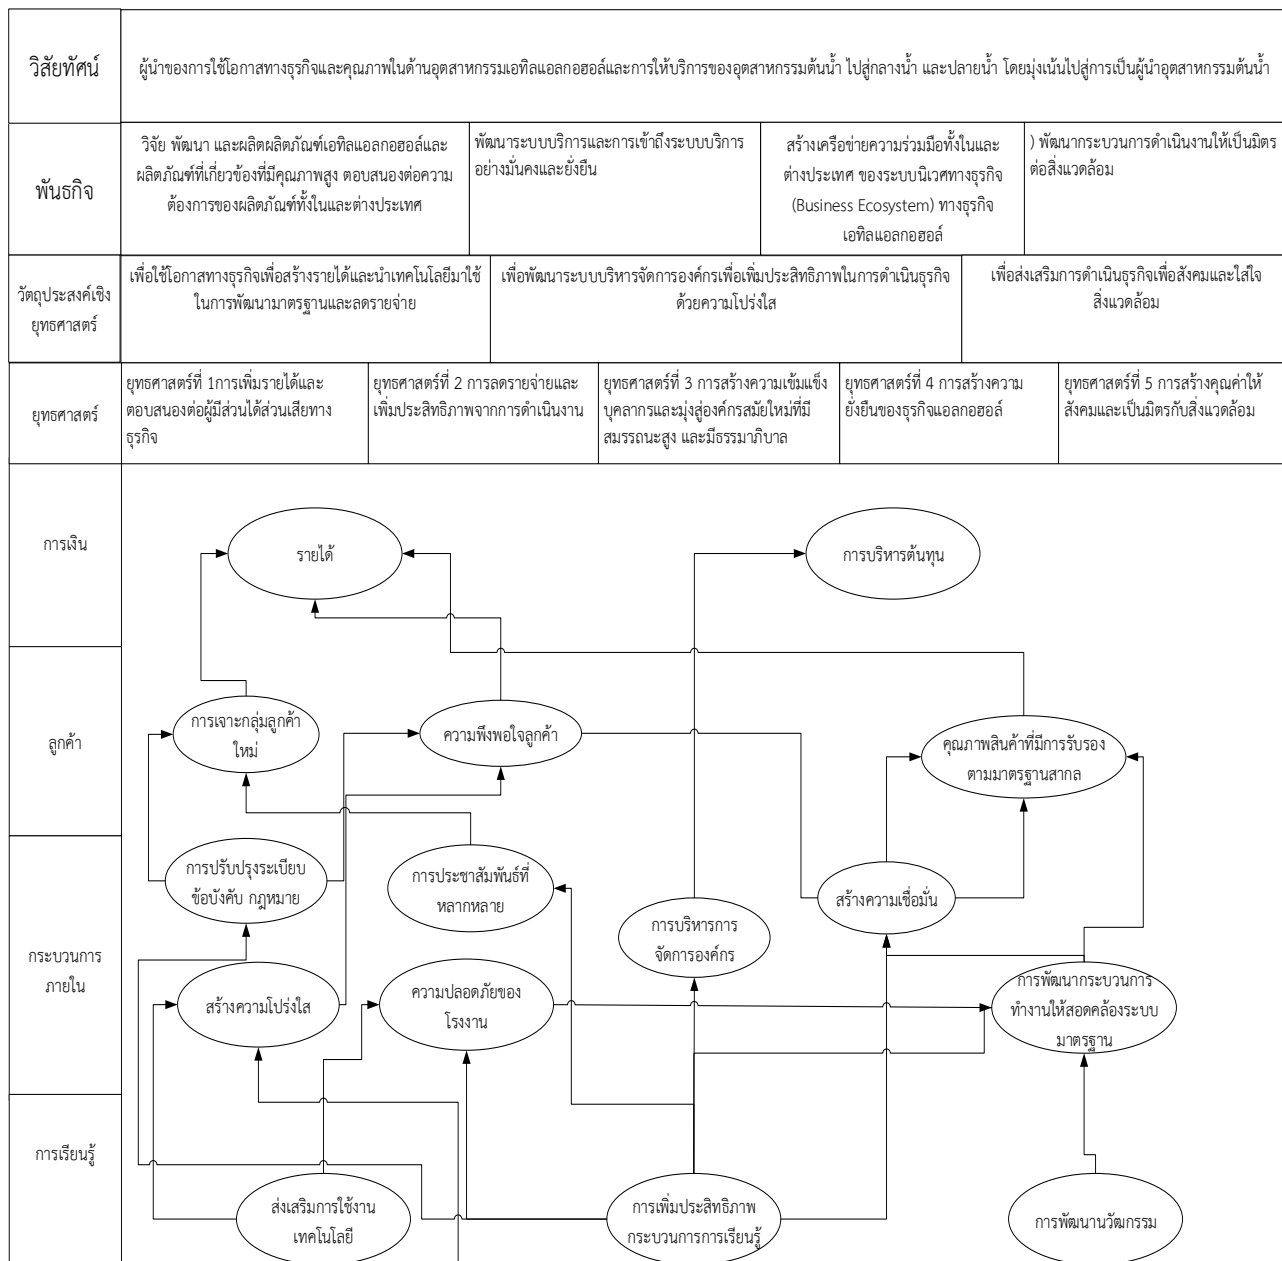 วิสัยทัศน์
ผู้นำของการใช้โอกาสทางธุรกิจและคุณภาพในด้านอุตสาหกรรมเอทิลแอลกอฮอล์และการให้บริการของอุตสาหกรรมต้นน้ำ ไปสู่กลางน้ำ และปลายน้ำ โดยมุ่งเน้นไปสู่การเป็นผู้นำอุตสาหกรรมต้นน้ำ
พันธกิจ
วิจัย พัฒนา และผลิตผลิตภัณฑ์เอทิลแอลกอฮอล์และ
ผลิตภัณฑ์ที่เกี่ยวข้องที่มีคุณภาพสูง ตอบสนองต่อความ
ต้องการของผลิตภัณฑ์ทั้งในและต่างประเทศ
พัฒนาระบบบริการและการเข้าถึงระบบบริการ
อย่างมั่นคงและยั่งยืน
สร้างเครือข่ายความร่วมมือทั้งในและ
ต่างประเทศ ของระบบนิเวศทางธุรกิจ
(Business Ecosystem) ทางธุรกิจ
เอทิลแอลกอฮอล์
) พัฒนากระบวนการดำเนินงานให้เป็นมิตร
ต่อสิ่งแวดล้อม
วัตถุประสงค์เชิง
ยุทธศาสตร์
เพื่อใช้โอกาสทางธุรกิจเพื่อสร้างรายได้และนำเทคโนโลยีมาใช้
ในการพัฒนามาตรฐานและลดรายจ่าย
เพื่อพัฒนาระบบบริหารจัดการองค์กรเพื่อเพิ่มประสิทธิภาพในการดำเนินธุรกิจ
ด้วยความโปร่งใส
เพื่อส่งเสริมการดำเนินธุรกิจเพื่อสังคมและใส่ใจ
สิ่งแวดล้อม
ยุทธศาสตร์
ยุทธศาสตร์ที่ 1การเพิ่มรายได้และ
ตอบสนองต่อผู้มีส่วนได้ส่วนเสียทาง
ธุรกิจ
ยุทธศาสตร์ที่ 2 การลดรายจ่ายและ
เพิ่มประสิทธิภาพจากการดำเนินงาน
ยุทธศาสตร์ที่ 3 การสร้างความเข้มแข็ง
บุคลากรและมุ่งสู่องค์กรสมัยใหม่ที่มี
สมรรถนะสูง และมีธรรมาภิบาล
ยุทธศาสตร์ที่ 4 การสร้างความ
ยั่งยืนของธุรกิจแอลกอฮอล์
ยุทธศาสตร์ที่ 5 การสร้างคุณค่าให้
สังคมและเป็นมิตรกับสิ่งแวดล้อม
การเงิน
รายได้
การบริหารต้นทุน
ลูกค้า
การเจาะกลุ่มลูกค้า
ใหม่
ความพึงพอใจลูกค้า
คุณภาพสินค้าที่มีการรับรอง
ตามมาตรฐานสากล
กระบวนการ
ภายใน
การปรับปรุงระเบียบ
ข้อบังคับ กฎหมาย
การประชาสัมพันธ์ที่
หลากหลาย
การบริหารการ
จัดการองค์กร
สร้างความเชื่อมั่น
สร้างความโปร่งใส
ความปลอดภัยของ
โรงงาน
การพัฒนากระบวนการ
ทำงานให้สอดคล้องระบบ
มาตรฐาน
การเรียนรู้
ส่งเสริมการใช้งาน
เทคโนโลยี
การเพิ่มประสิทธิภาพ
กระบวนการการเรียนรู้
การพัฒนานวัฒกรรม